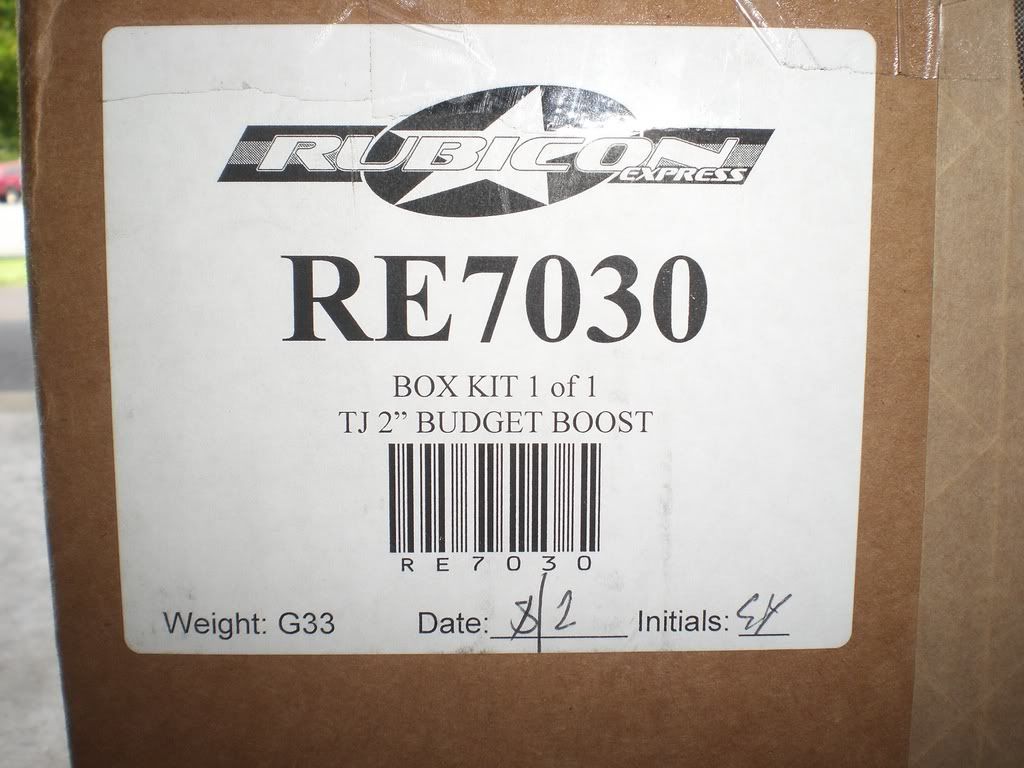 RUBICON
EXPRESS
RE7030
BOX KIT 1 of 1
TJ 2” BUDGET BOOST
RE7030
Weight: G33 Date: 8/2 Initials: